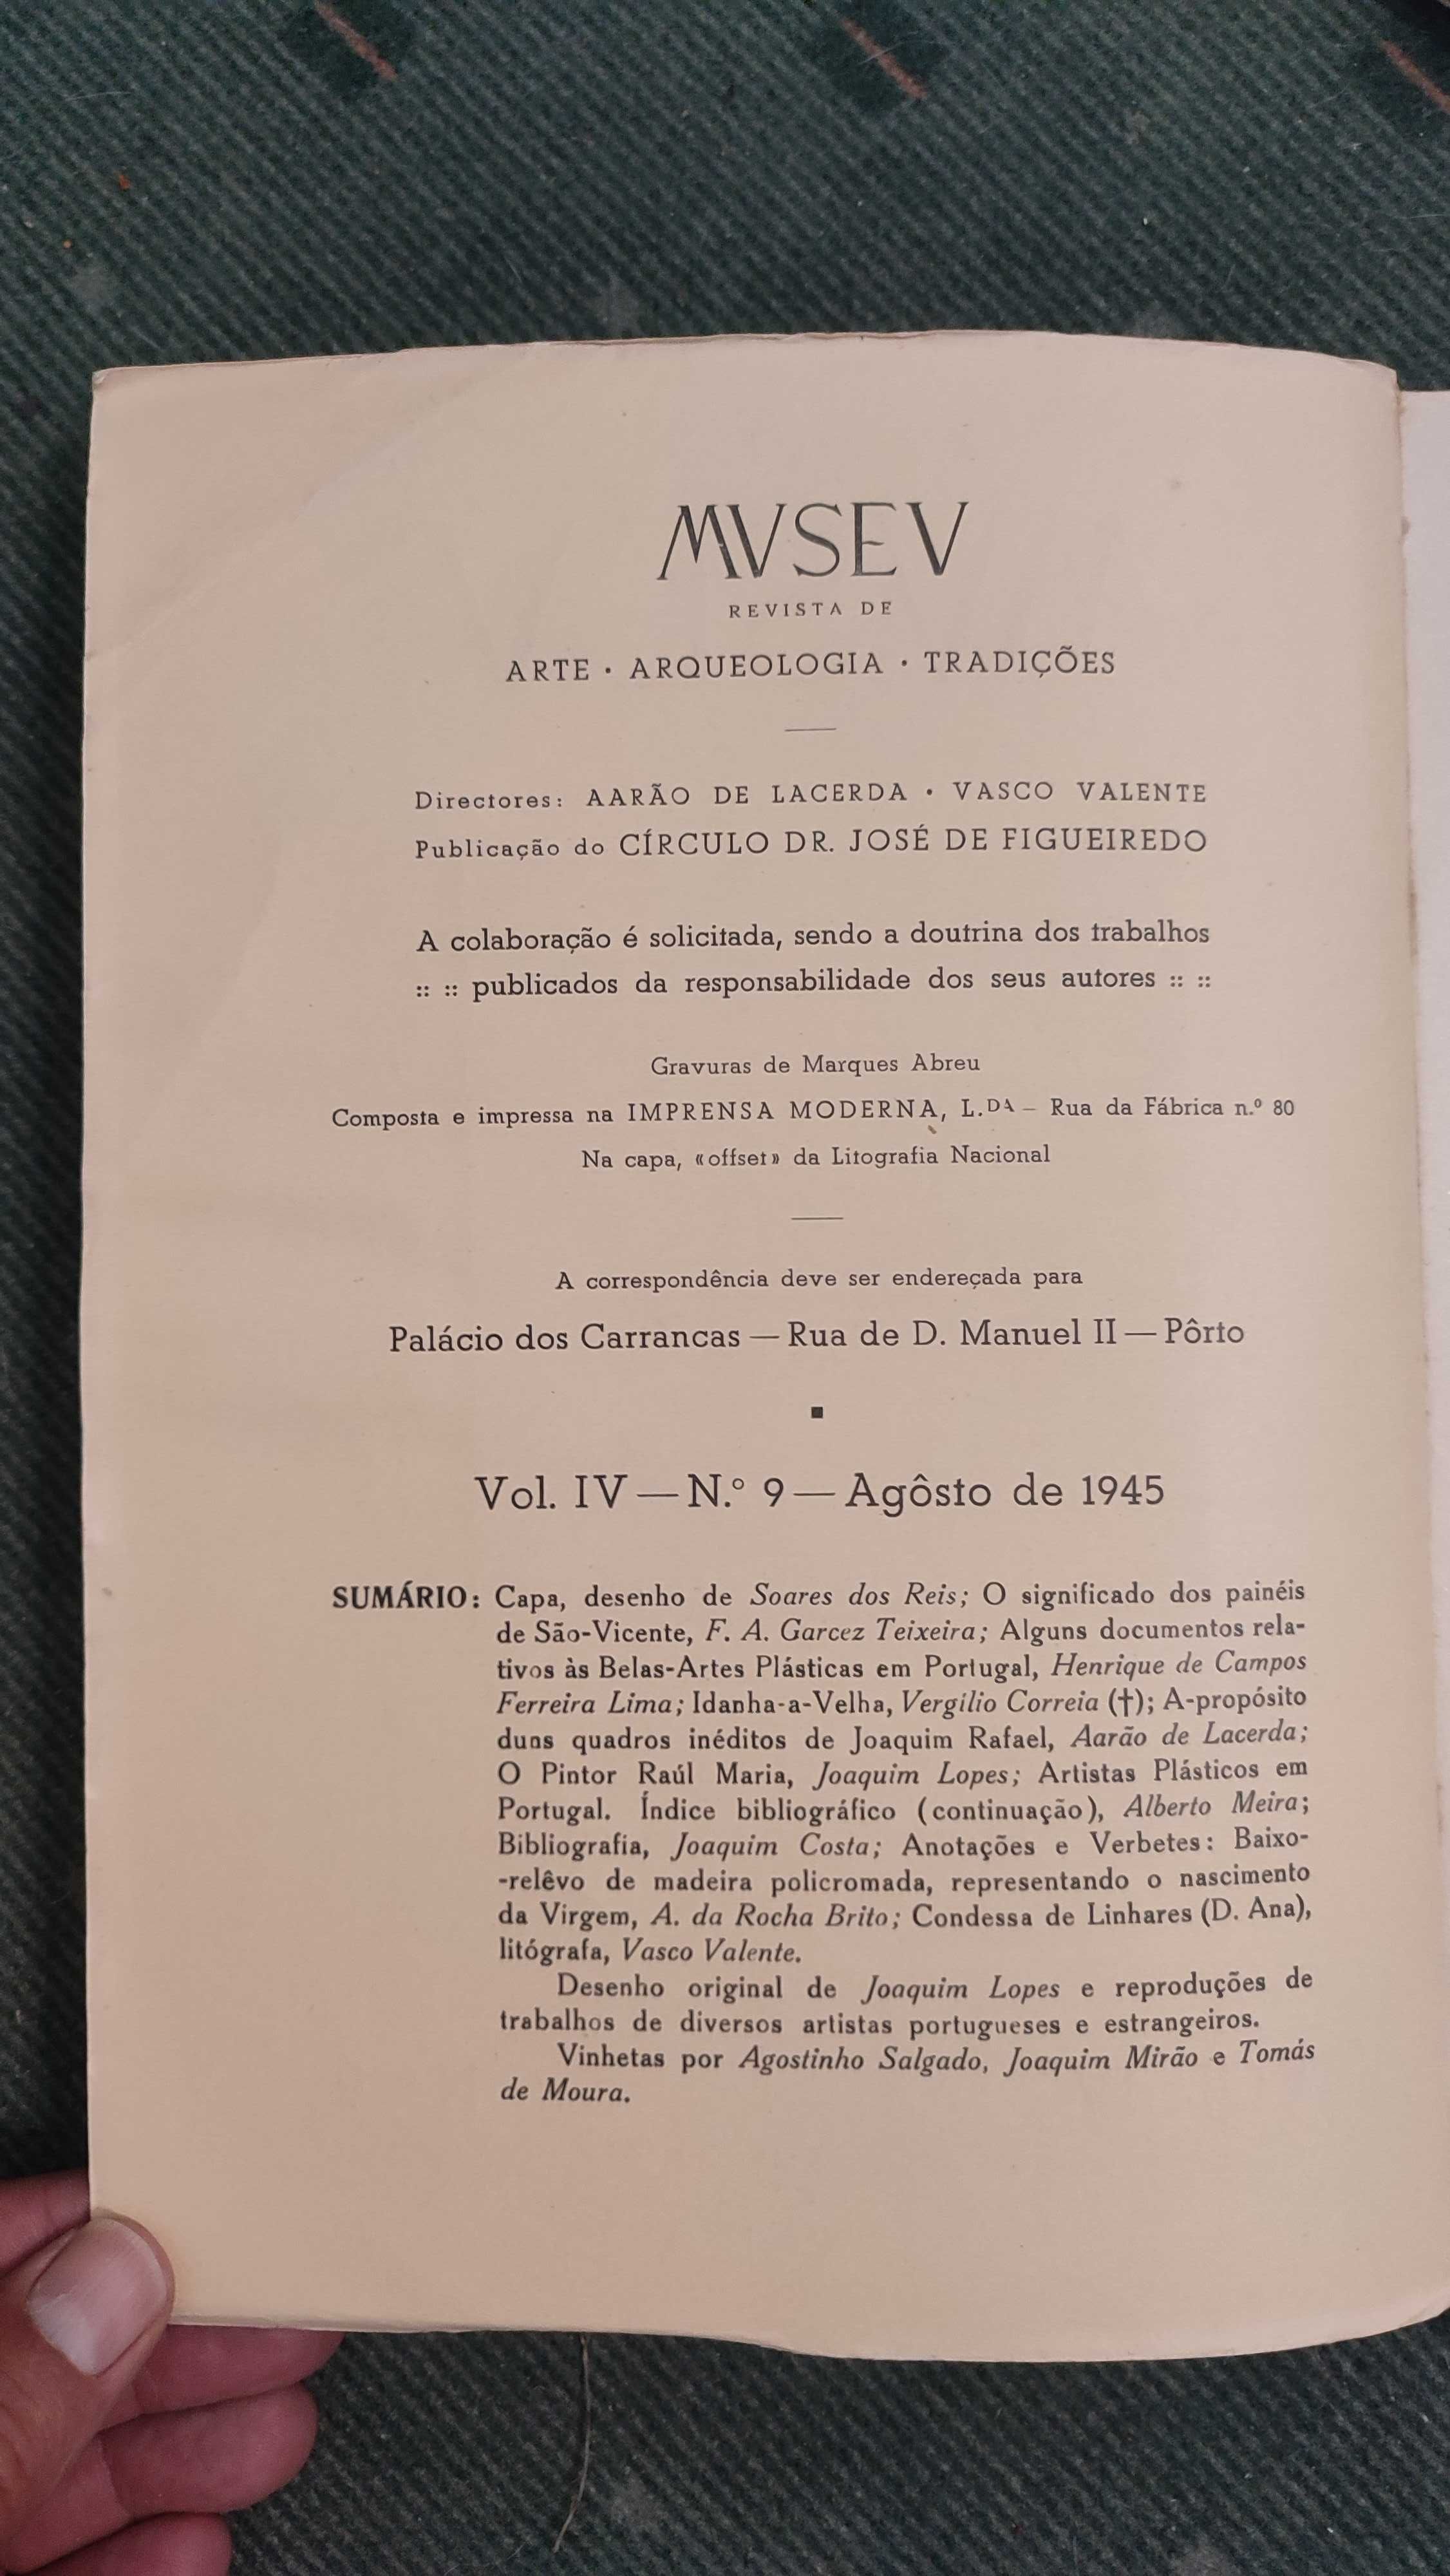 MVSEV
REVISTA DE
ARTE · ARQUEOLOGIA · TRADIÇÕES
Directores: AARÃO DE LACERDA · VASCO VALENTE
Publicação do CÍRCULO DR. JOSÉ DE FIGUEIREDO
A colaboração é solicitada, sendo a doutrina dos trabalhos
:: :: publicados da responsabilidade dos seus autores :: ::
Gravuras de Marques Abreu
Composta e impressa na IMPRENSA MODERNA, L.DA – Rua da Fábrica n.º 80
Na capa, «offset» da Litografia Nacional
A correspondência deve ser endereçada para
Palácio dos Carrancas — Rua de D. Manuel II — Pôrto
Vol. IV — N.º 9 — Agôsto de 1945
SUMÁRIO: Capa, desenho de Soares dos Reis; O significado dos painéis
de São-Vicente, F. A. Garcez Teixeira; Alguns documentos rela-
tivos às Belas-Artes Plásticas em Portugal, Henrique de Campos
Ferreira Lima; Idanha-a-Velha, Vergílio Correia (†); A-propósito
duns quadros inéditos de Joaquim Rafael, Aarão de Lacerda;
O Pintor Raúl Maria, Joaquim Lopes; Artistas Plásticos em
Portugal. Índice bibliográfico (continuação), Alberto Meira;
Bibliografia, Joaquim Costa; Anotações e Verbetes: Baixo-
-relêvo de madeira policromada, representando o nascimento
da Virgem, A. da Rocha Brito; Condessa de Linhares (D. Ana),
litógrafa, Vasco Valente.
Desenho original de Joaquim Lopes e reproduções de
trabalhos de diversos artistas portugueses e estrangeiros.
Vinhetas por Agostinho Salgado, Joaquim Mirão e Tomás
de Moura.